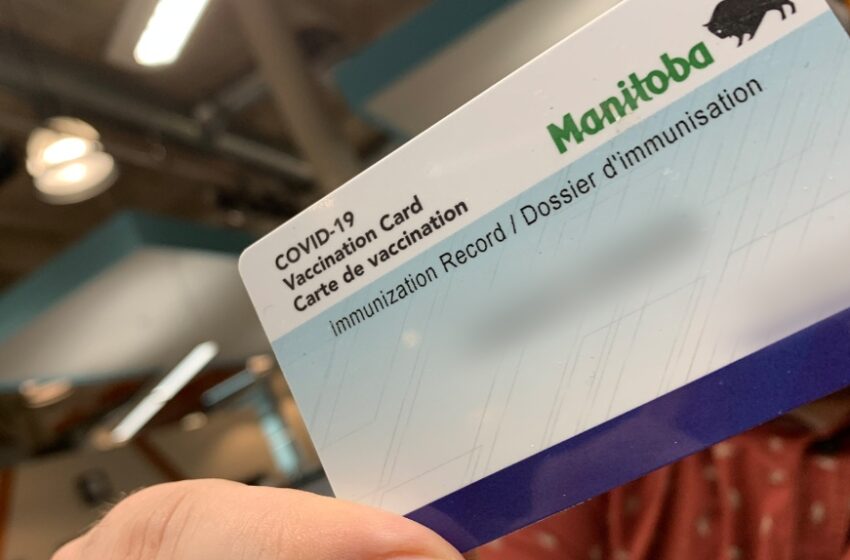 Manitoba
COVID-19
Vaccination Card
Carte de vaccination
Immunization Record / Dossier d'immunisation